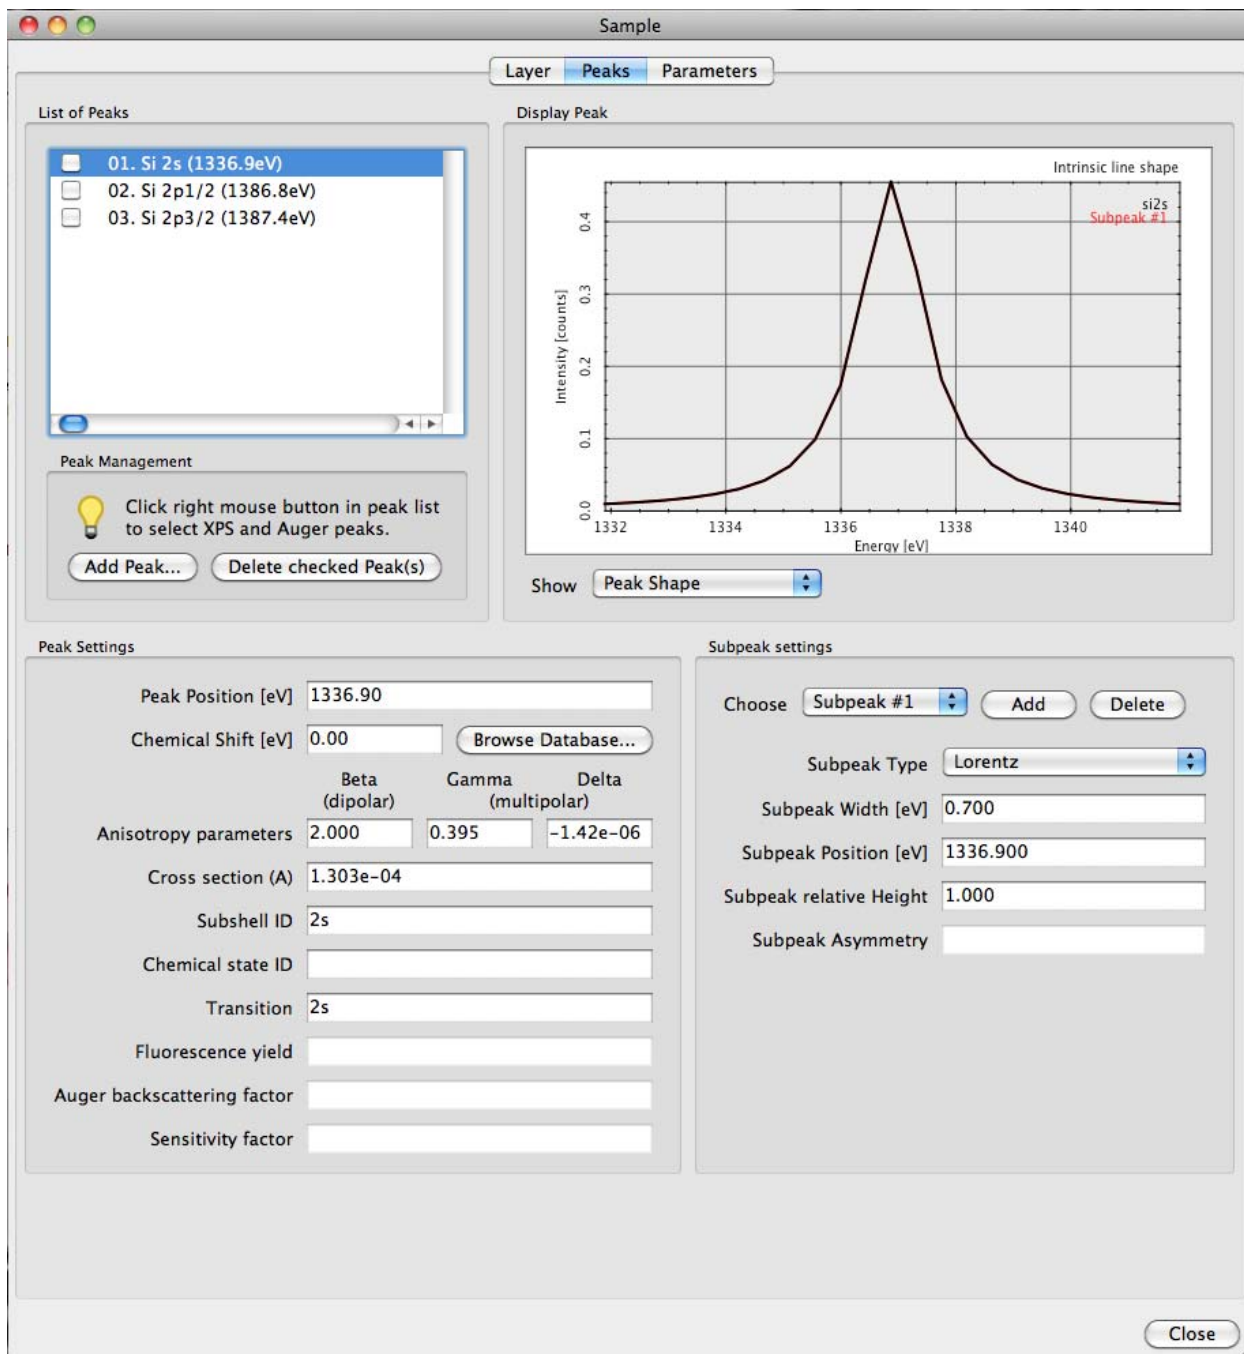 Sample
Layer Peaks Parameters
List of Peaks
01. Si 2s (1336.9eV)
02. Si 2p1/2 (1386.8eV)
03. Si 2p3/2 (1387.4eV)
Peak Management
Click right mouse button in peak list
to select XPS and Auger peaks.
Add Peak... Delete checked Peak(s)
Display Peak
Intrinsic line shape
si2s
Subpeak #1
Intensity [counts]
0.4
0.3
0.2
0.1
0.0
1332 1334 1336 1338 1340
Energy [eV]
Show Peak Shape
Peak Settings
Peak Position [eV] 1336.90
Chemical Shift [eV] 0.00 Browse Database...
Beta Gamma Delta
(dipolar) (multipolar)
Anisotropy parameters 2.000 0.395 -1.42e-06
Cross section (A) 1.303e-04
Subshell ID 2s
Chemical state ID
Transition 2s
Fluorescence yield
Auger backscattering factor
Sensitivity factor
Subpeak settings
Choose Subpeak #1 Add Delete
Subpeak Type Lorentz
Subpeak Width [eV] 0.700
Subpeak Position [eV] 1336.900
Subpeak relative Height 1.000
Subpeak Asymmetry
Close